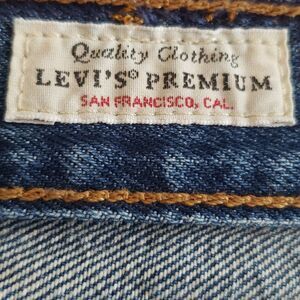 Quality Clothing
LEVI'S® PREMIUM
SAN FRANCISCO, CAL.